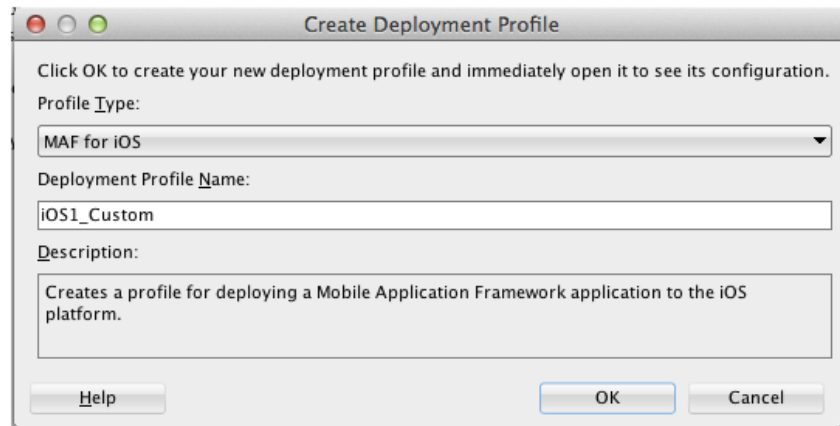 Create Deployment Profile
Click OK to create your new deployment profile and immediately open it to see its configuration.
Profile Type:
MAF for iOS
Deployment Profile Name:
iOS1_Custom
Description:
Creates a profile for deploying a Mobile Application Framework application to the iOS
platform.
Help
OK
Cancel